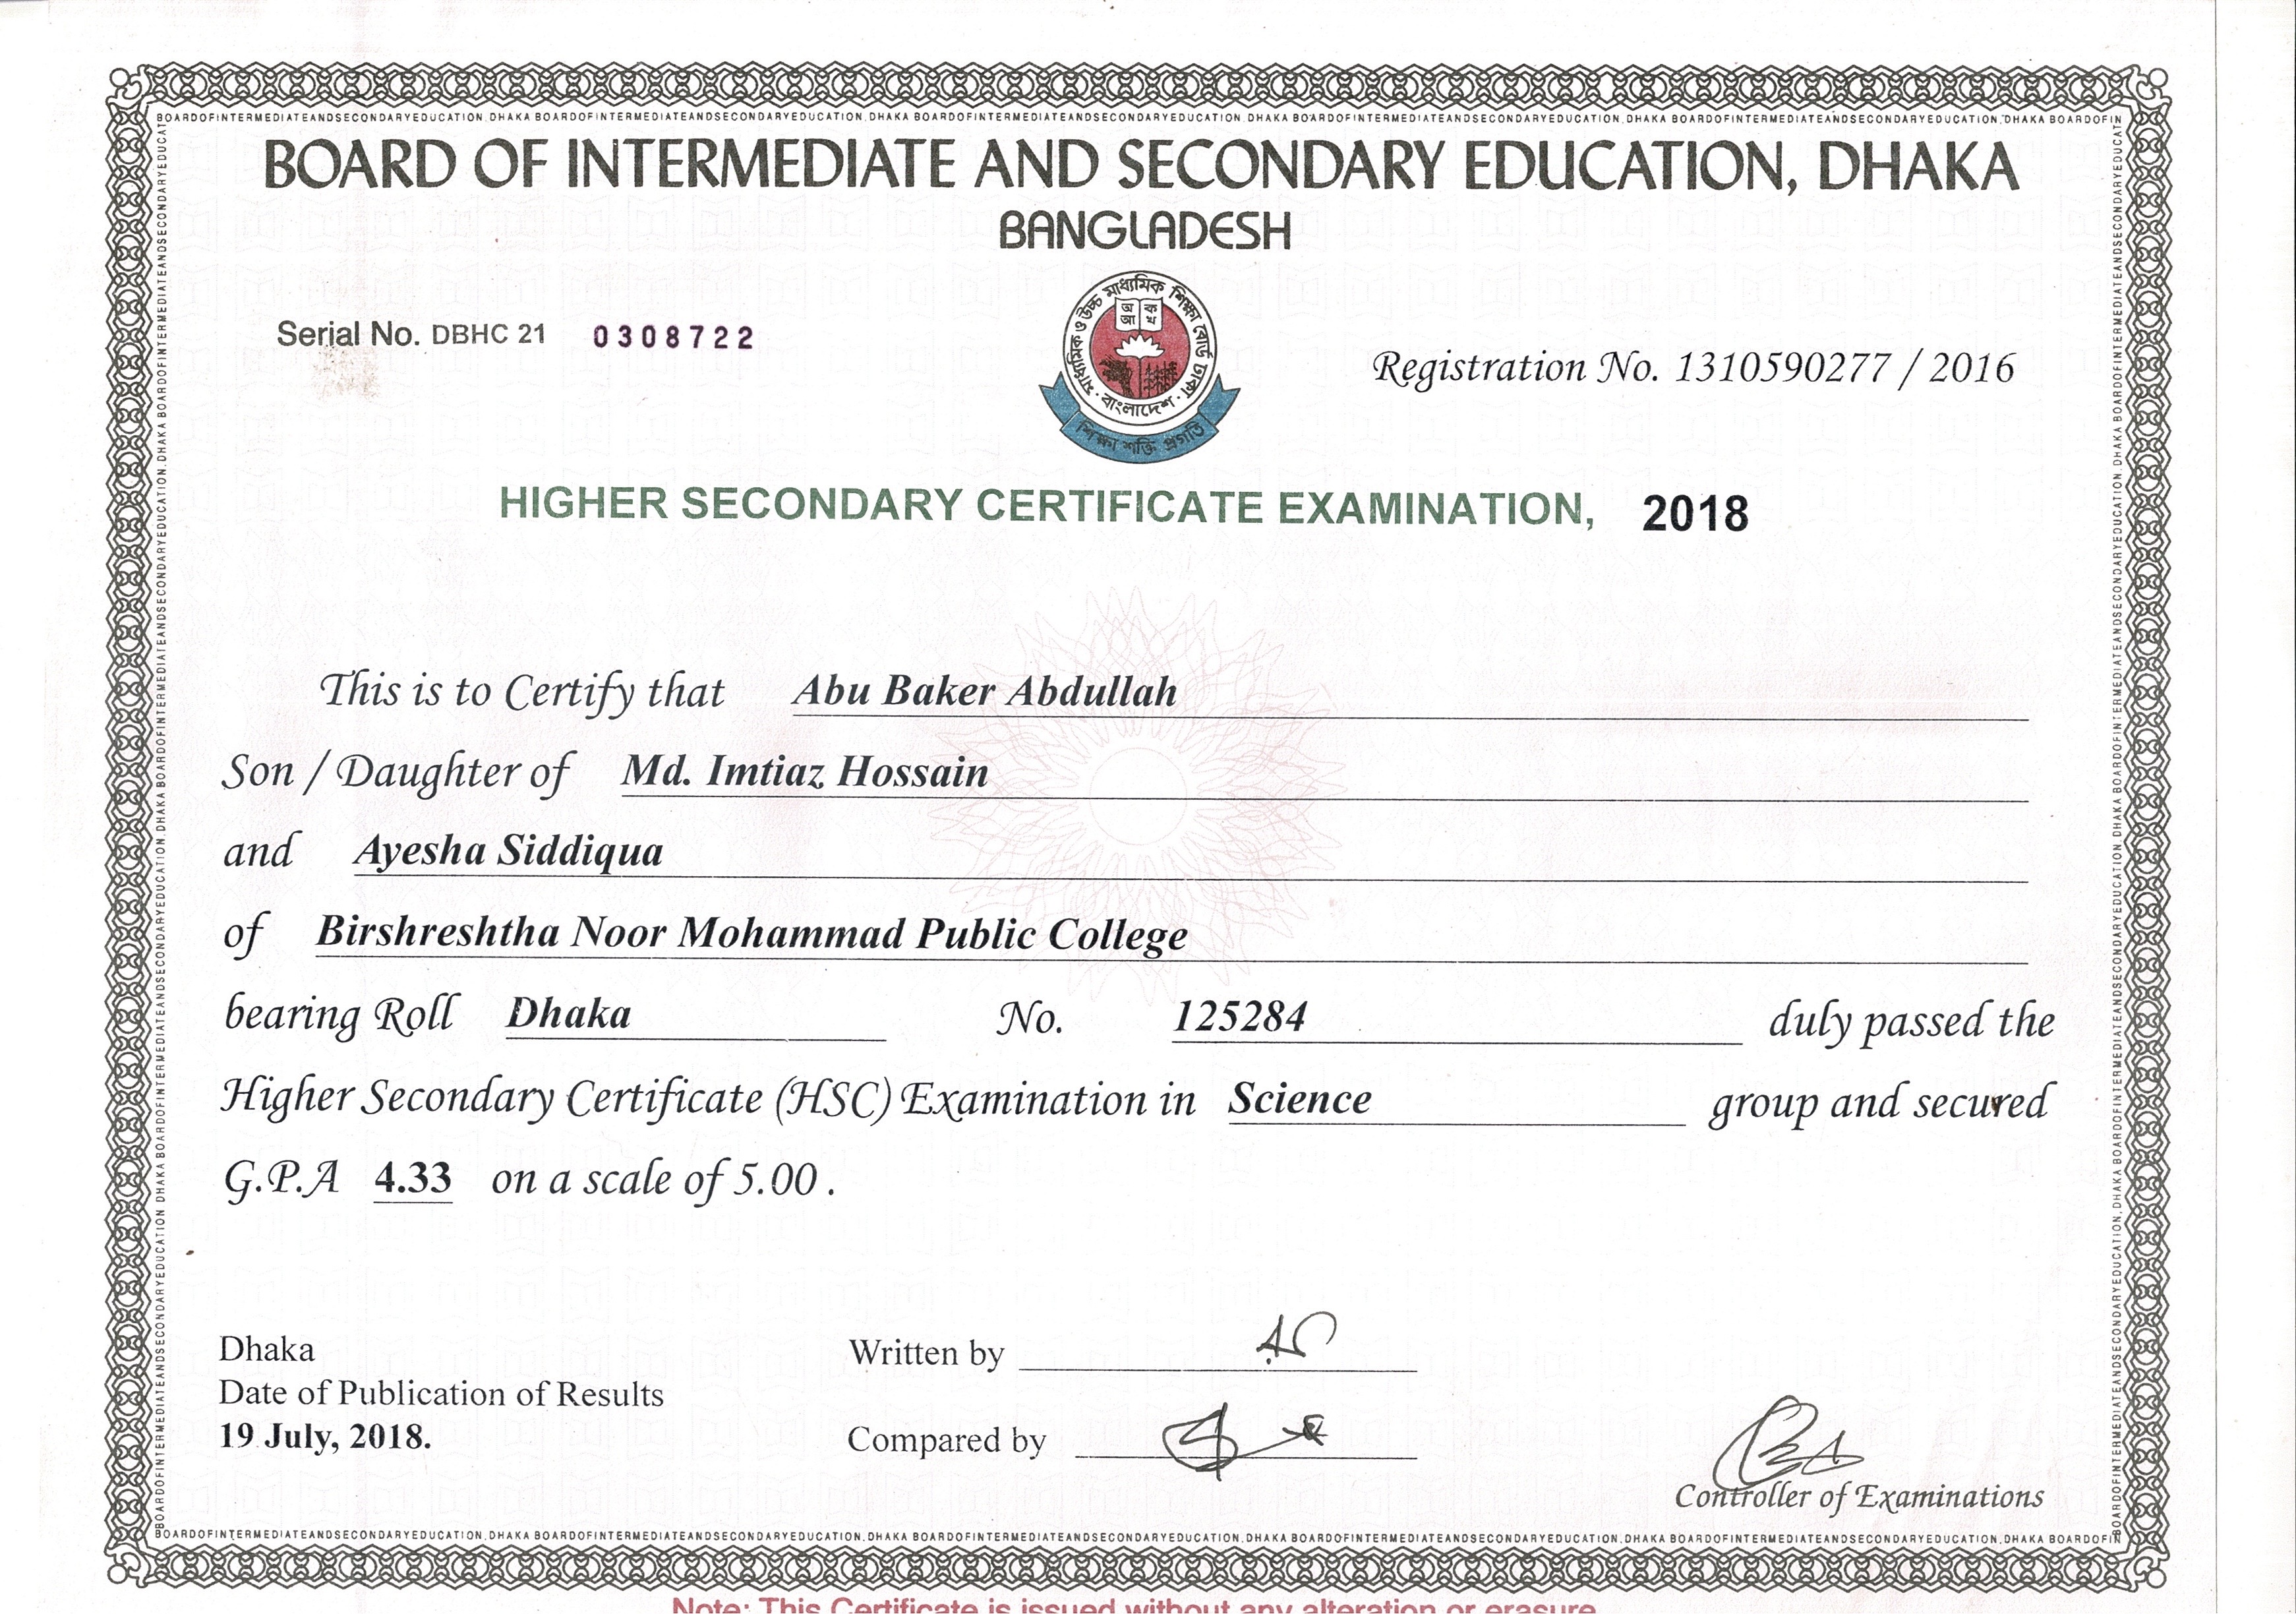 BOARDOFINTERMEDIATEANDSECONDARYEDUCATION,DHAKA BOARDOFINTERMEDIATEANDSECONDARYEDUCATION,DHAKA BOARDOFINTERMEDIATEANDSECONDARYEDUCATION,DHAKA BOARDOFINTERMEDIATEANDSECONDARYEDUCATION,DHAKA BOARDOFINTERMEDIATEANDSECONDARYEDUCATION,DHAKA BOARDOFIN
BOARD OF INTERMEDIATE AND SECONDARY EDUCATION, DHAKA
BANGLADESH
মাধ্যমিক ও উচ্চ মাধ্যমিক শিক্ষা বোর্ড ঢাকা
অ ক
আ খ
বাংলাদেশ
শিক্ষা শক্তি প্রগতি
Serial No. DBHC 21 0308722
Registration No. 1310590277 / 2016
HIGHER SECONDARY CERTIFICATE EXAMINATION, 2018
This is to Certify that Abu Baker Abdullah
Son / Daughter of Md. Imtiaz Hossain
and Ayesha Siddiqua
of Birshreshtha Noor Mohammad Public College
bearing Roll Dhaka No. 125284 duly passed the
Higher Secondary Certificate (HSC) Examination in Science group and secured
G.P.A 4.33 on a scale of 5.00 .
Dhaka
Date of Publication of Results
19 July, 2018.
Written by
Compared by
Controller of Examinations
BOARDOFINTERMEDIATEANDSECONDARYEDUCATION,DHAKA BOARDOFINTERMEDIATEANDSECONDARYEDUCATION,DHAKA BOARDOFINTERMEDIATEANDSECONDARYEDUCATION,DHAKA BOARDOFINTERMEDIATEANDSECONDARYEDUCATION,DHAKA BOARDOFINTERMEDIATEANDSECONDARYEDUCATION,DHAKA BOARDOFIN
Note: This Certificate is issued without any alteration or erasure